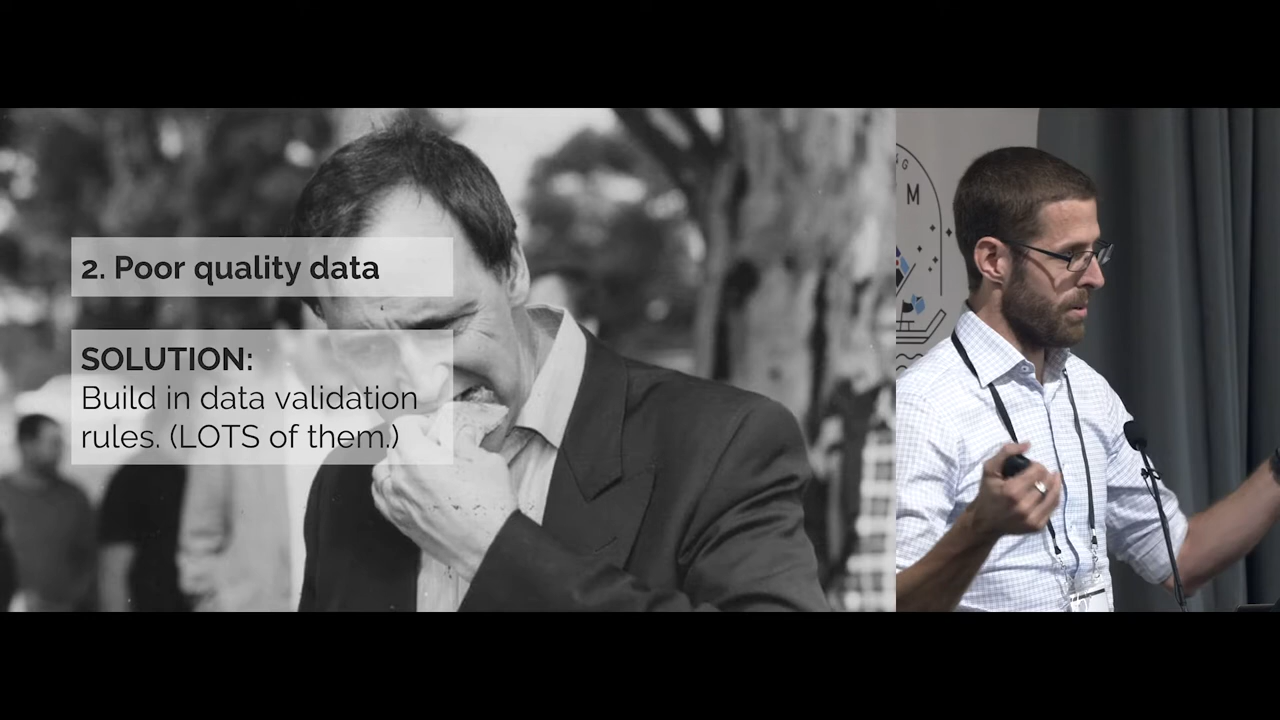 2. Poor quality data
SOLUTION:
Build in data validation
rules. (LOTS of them.)